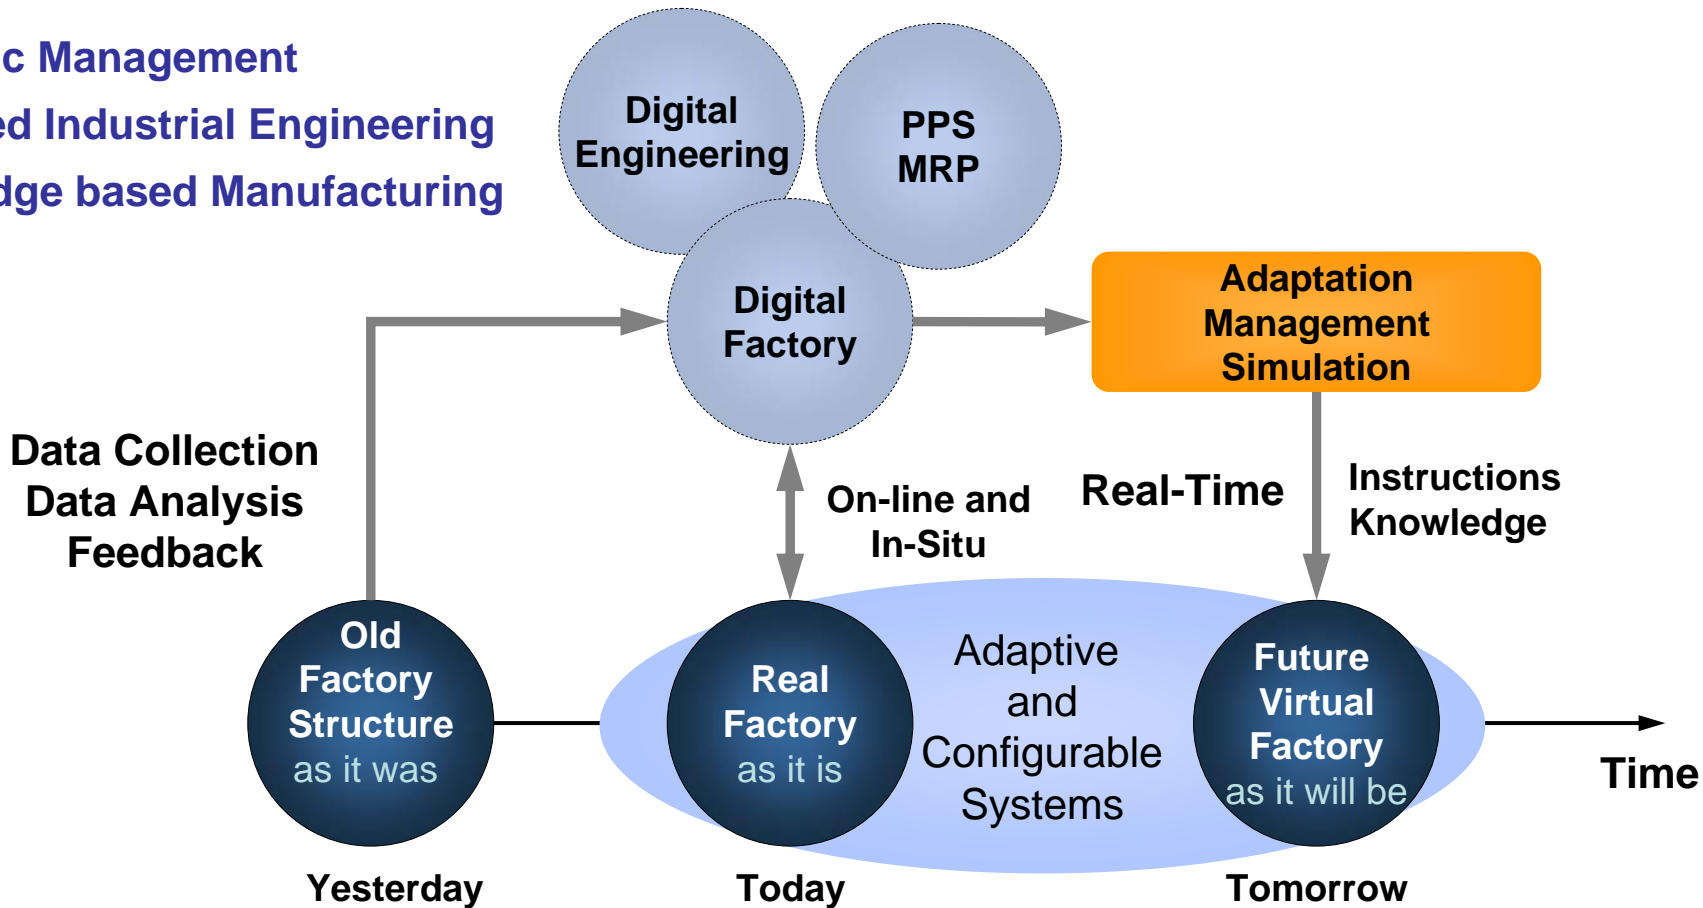 ic Management
ed Industrial Engineering
dge based Manufacturing
Digital
Engineering
PPS
MRP
Digital
Factory
Adaptation
Management
Simulation
Data Collection
Data Analysis
Feedback
On-line and
In-Situ
Real-Time
Instructions
Knowledge
Old
Factory
Structure
as it was
Real
Factory
as it is
Adaptive
and
Configurable
Systems
Future
Virtual
Factory
as it will be
Time
Yesterday
Today
Tomorrow